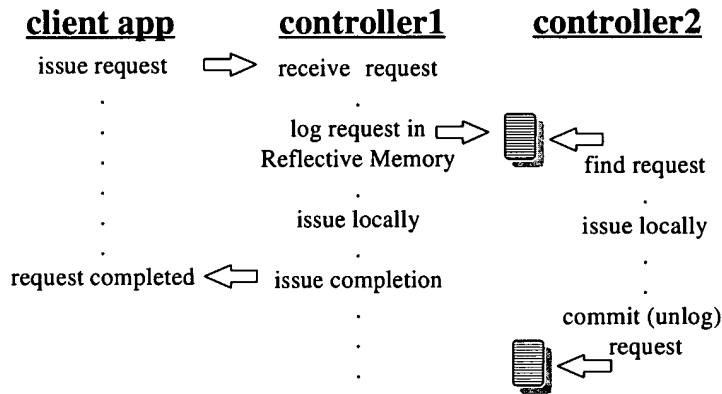 client app controller1 controller2
issue request receive request
log request in
Reflective Memory
find request
issue locally
issue locally
request completed issue completion
commit (unlog)
request